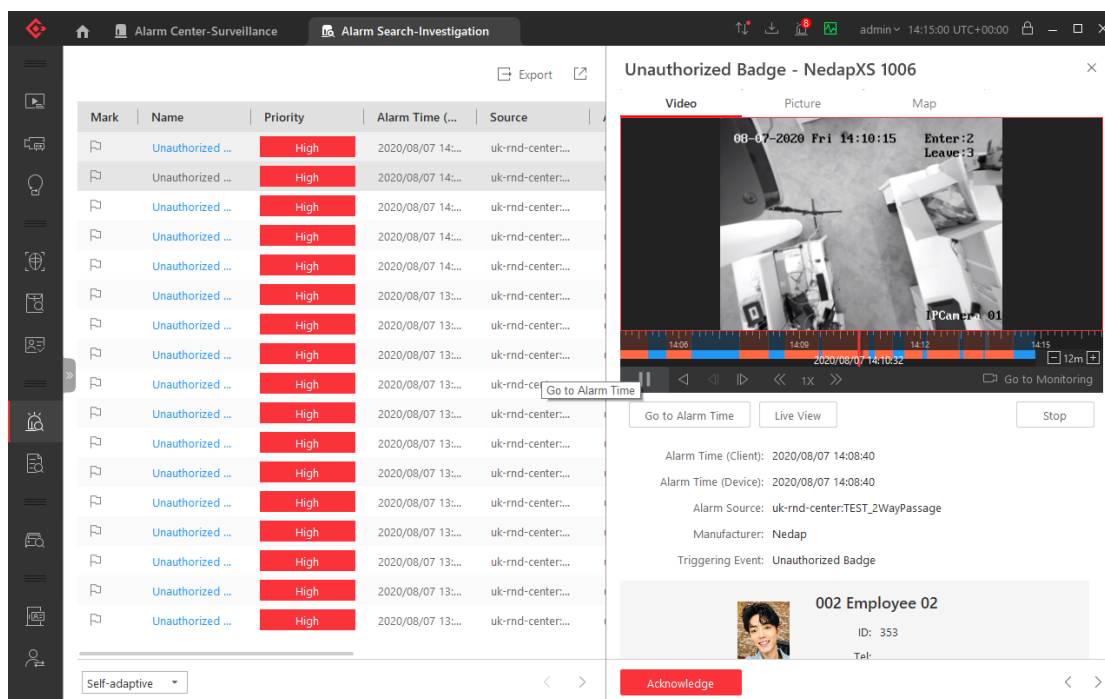 Alarm Center-Surveillance
Alarm Search-Investigation
8
admin 14:15:00 UTC+00:00
Export
Mark Name Priority Alarm Time (... Source
Unauthorized ... High 2020/08/07 14:... uk-rnd-center:...
Unauthorized ... High 2020/08/07 14:... uk-rnd-center:...
Unauthorized ... High 2020/08/07 14:... uk-rnd-center:...
Unauthorized ... High 2020/08/07 14:... uk-rnd-center:...
Unauthorized ... High 2020/08/07 14:... uk-rnd-center:...
Unauthorized ... High 2020/08/07 13:... uk-rnd-center:...
Unauthorized ... High 2020/08/07 13:... uk-rnd-center:...
Unauthorized ... High 2020/08/07 13:... uk-rnd-center:...
Unauthorized ... High 2020/08/07 13:... uk-rnd-cen
Unauthorized ... High 2020/08/07 13:... uk-rnd-center:...
Unauthorized ... High 2020/08/07 13:... uk-rnd-center:...
Unauthorized ... High 2020/08/07 13:... uk-rnd-center:...
Unauthorized ... High 2020/08/07 13:... uk-rnd-center:...
Unauthorized ... High 2020/08/07 13:... uk-rnd-center:...
Unauthorized ... High 2020/08/07 13:... uk-rnd-center:...
Unauthorized ... High 2020/08/07 13:... uk-rnd-center:...
Unauthorized ... High 2020/08/07 13:... uk-rnd-center:...
Self-adaptive
Go to Alarm Time
Unauthorized Badge - NedapXS 1006
Video Picture Map
08-07-2020 Fri 14:10:15 Enter:2
Leave:3
IPCamera 01
14:06 14:09 14:12 14:15
2020/08/07 14:10:32 12m
1X Go to Monitoring
Go to Alarm Time Live View Stop
Alarm Time (Client): 2020/08/07 14:08:40
Alarm Time (Device): 2020/08/07 14:08:40
Alarm Source: uk-rnd-center:TEST_2WayPassage
Manufacturer: Nedap
Triggering Event: Unauthorized Badge
002 Employee 02
ID: 353
Tel:
Acknowledge